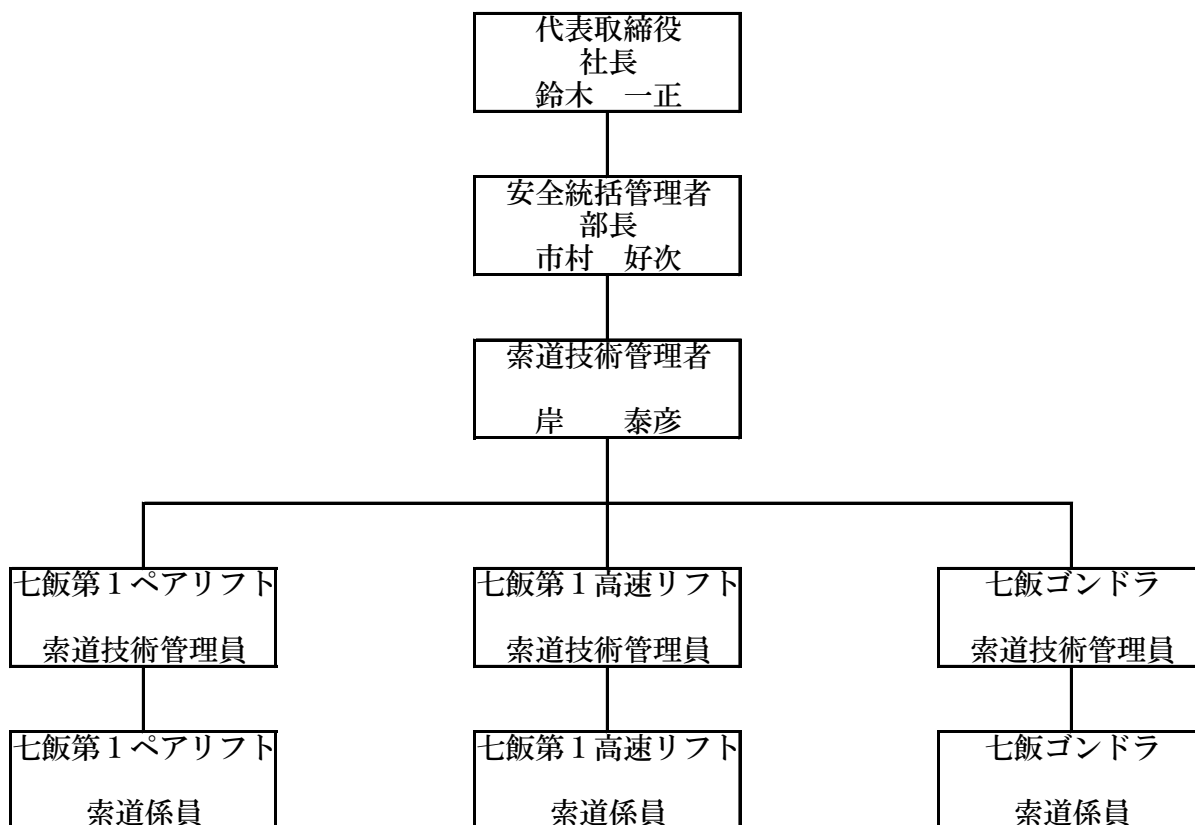 代表取締役
社長
鈴木　一正
安全統括管理者
部長
市村　好次
索道技術管理者
岸　　泰彦
七飯第１ペアリフト
索道技術管理員
七飯第１高速リフト
索道技術管理員
七飯ゴンドラ
索道技術管理員
七飯第１ペアリフト
索道係員
七飯第１高速リフト
索道係員
七飯ゴンドラ
索道係員